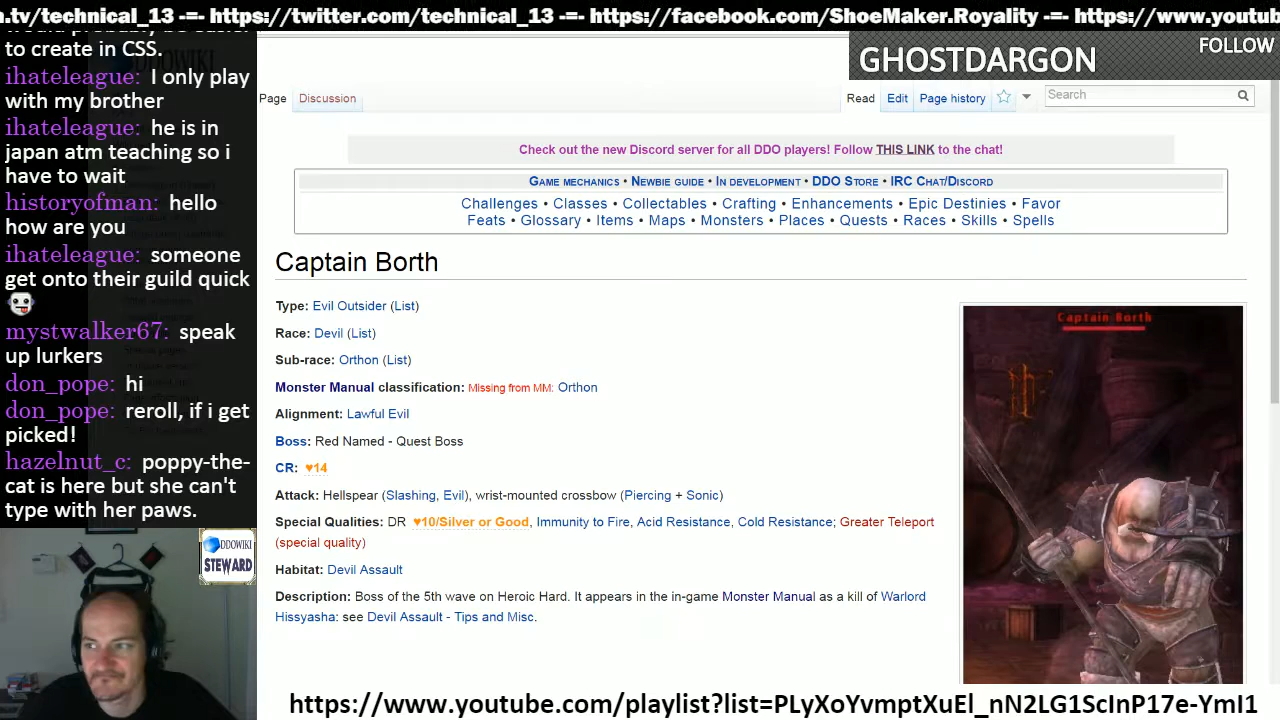 n.tv/technical_13 -=- https://twitter.com/technical_13 -=- https://facebook.com/ShoeMaker.Royality -=- https://www.youtub
to create in CSS.
ihateleague: I only play
with my brother
ihateleague: he is in
japan atm teaching so i
have to wait
historyofman: hello
how are you
ihateleague: someone
get onto their guild quick
mystwalker67: speak
up lurkers
don_pope: hi
don_pope: reroll, if i get
picked!
hazelnut_c: poppy-the-
cat is here but she can't
type with her paws.
DDOWIKI
STEWARD
GHOSTDARGON
FOLLOW
Page Discussion
Read Edit Page history
Search
Check out the new Discord server for all DDO players! Follow THIS LINK to the chat!
GAME MECHANICS • NEWBIE GUIDE • IN DEVELOPMENT • DDO STORE • IRC CHAT/DISCORD
Challenges • Classes • Collectables • Crafting • Enhancements • Epic Destinies • Favor
Feats • Glossary • Items • Maps • Monsters • Places • Quests • Races • Skills • Spells
Captain Borth
Type: Evil Outsider (List)
Race: Devil (List)
Sub-race: Orthon (List)
Monster Manual classification: Missing from MM: Orthon
Alignment: Lawful Evil
Boss: Red Named - Quest Boss
CR: ♥14
Attack: Hellspear (Slashing, Evil), wrist-mounted crossbow (Piercing + Sonic)
Special Qualities: DR ♥10/Silver or Good, Immunity to Fire, Acid Resistance, Cold Resistance; Greater Teleport
(special quality)
Habitat: Devil Assault
Description: Boss of the 5th wave on Heroic Hard. It appears in the in-game Monster Manual as a kill of Warlord
Hissyasha: see Devil Assault - Tips and Misc.
Captain Borth
https://www.youtube.com/playlist?list=PLyXoYvmptXuEl_nN2LG1ScInP17e-YmI1